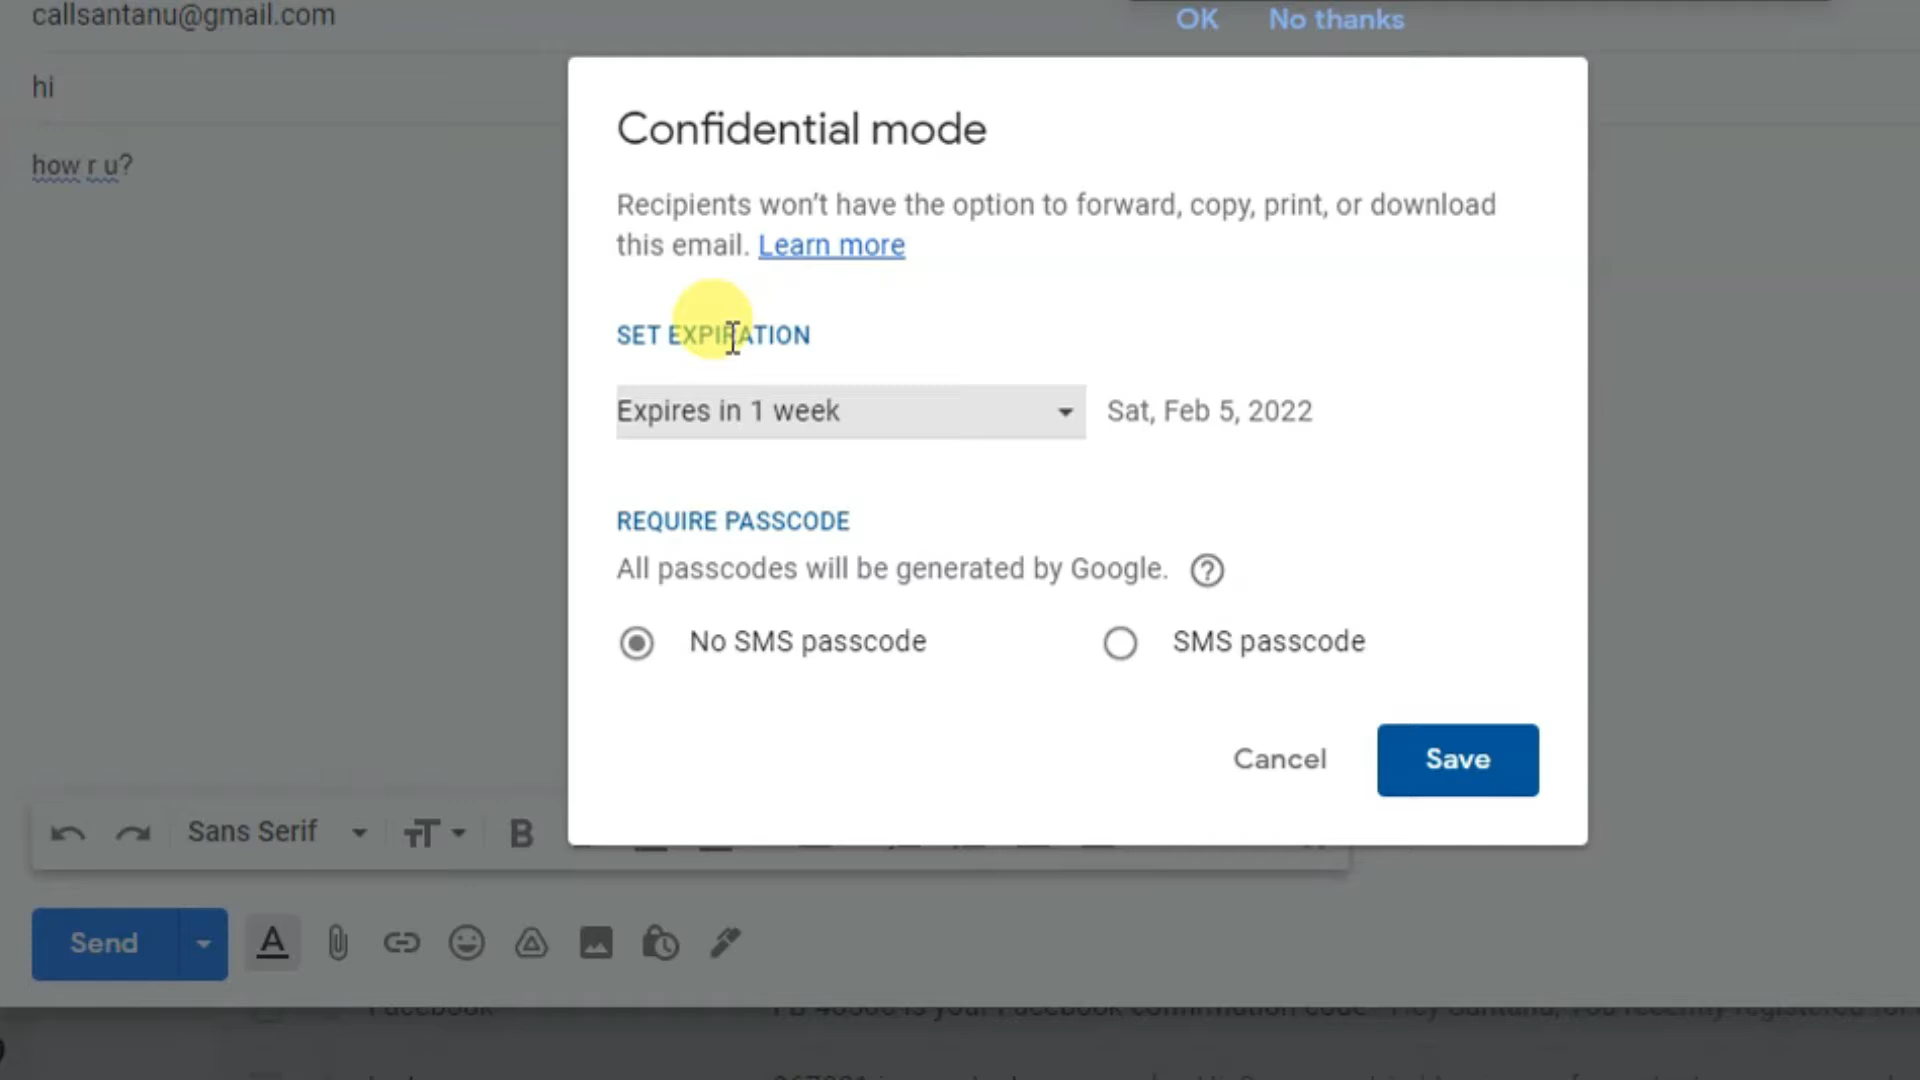 callsantanu@gmail.com
OK No thanks
hi
how r u?
Confidential mode
Recipients won't have the option to forward, copy, print, or download
this email. Learn more
SET EXPIRATION
Expires in 1 week Sat, Feb 5, 2022
REQUIRE PASSCODE
All passcodes will be generated by Google. ?
No SMS passcode SMS passcode
Cancel Save
Sans Serif B
Send A